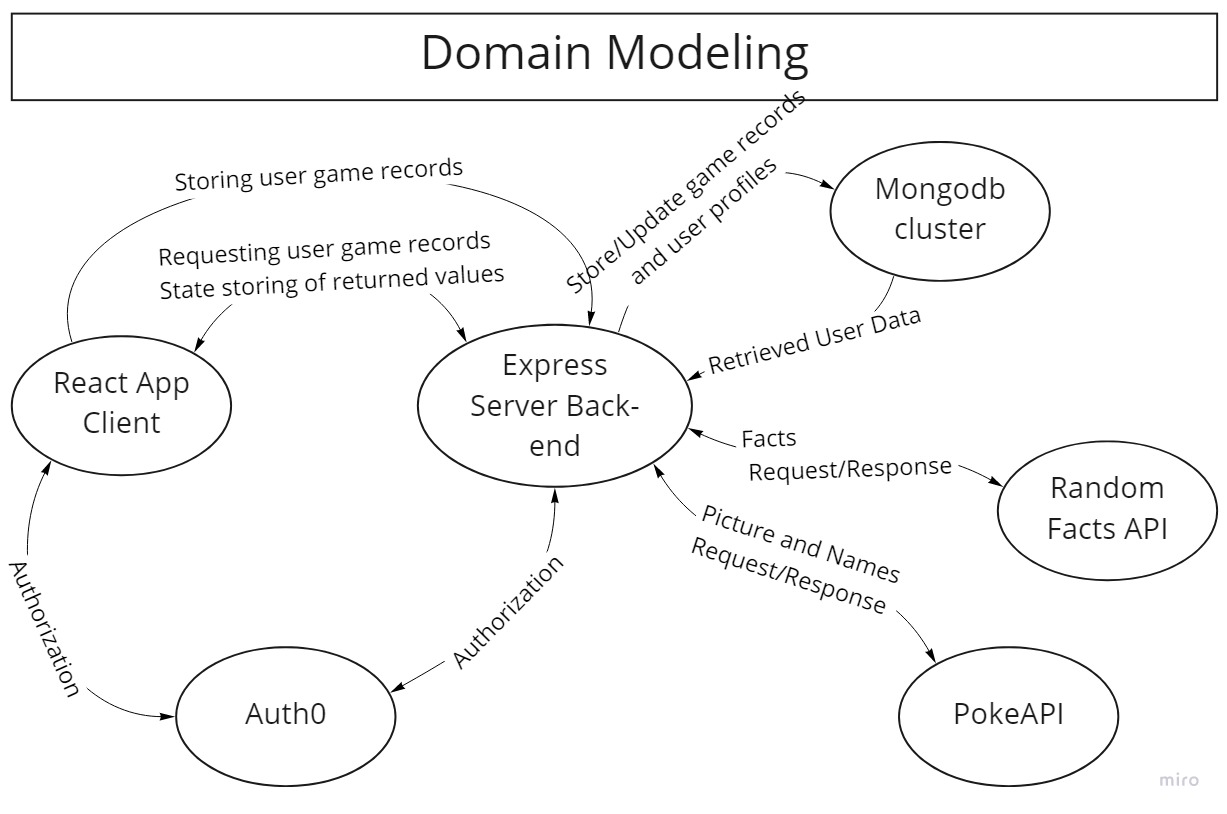 Domain Modeling
Storing user game records
Store/Update game records
and user profiles
Mongodb
cluster
Requesting user game records
State storing of returned values
Retrieved User Data
React App
Client
Express
Server Back-
end
Facts
Request/Response
Random
Facts API
Picture and Names
Request/Response
Authorization
Authorization
Auth0
PokeAPI
miro